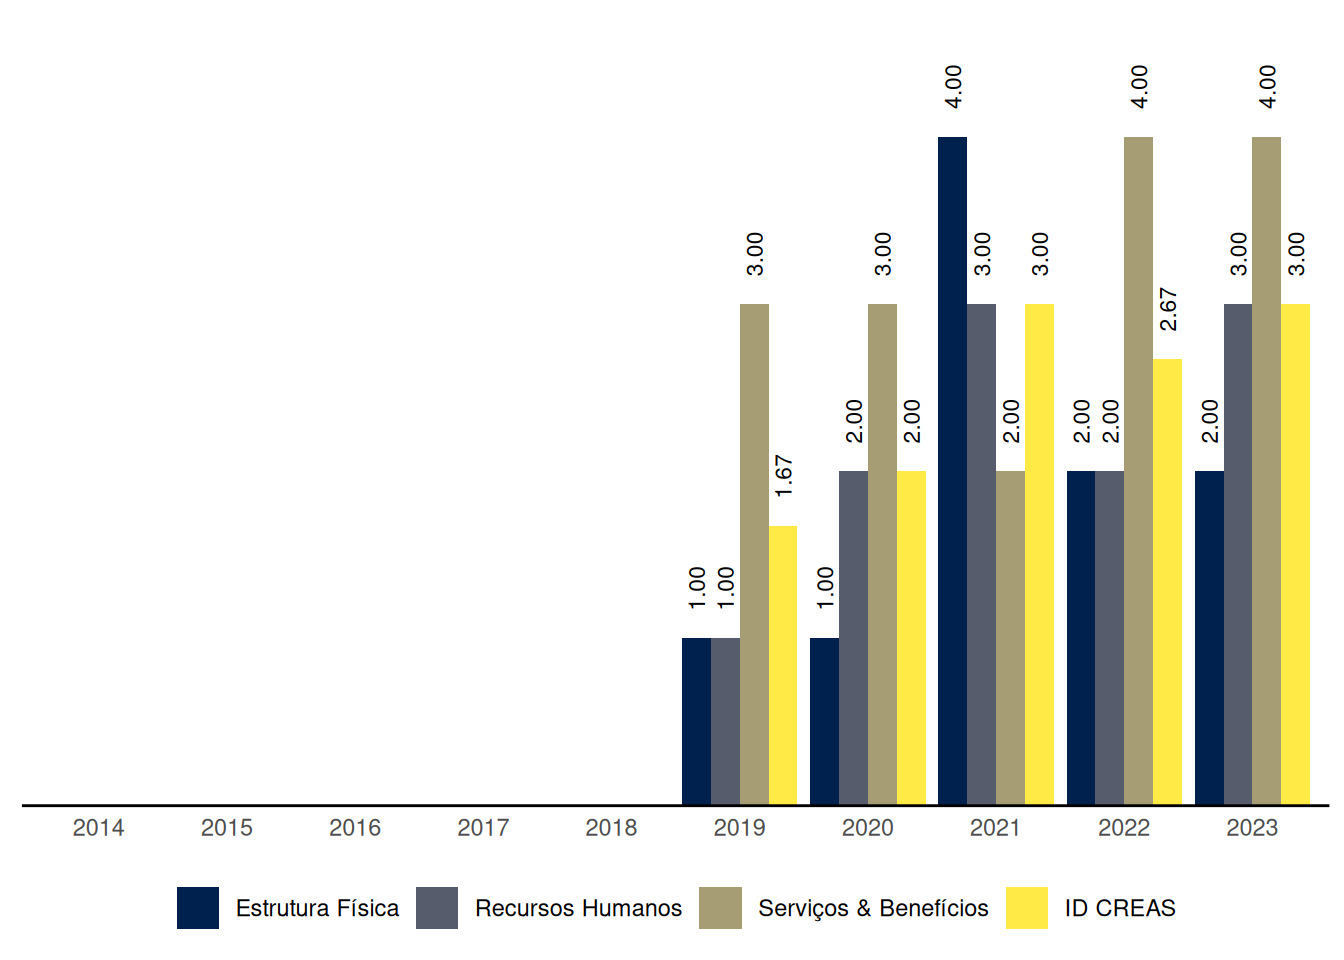 4.00 4.00 4.00
3.00 3.00 3.00 3.00 3.00 3.00
2.67
2.00 2.00 2.00 2.00 2.00 2.00
1.67
1.00 1.00 1.00
2014 2015 2016 2017 2018 2019 2020 2021 2022 2023
Estrutura Física Recursos Humanos Serviços & Benefícios ID CREAS